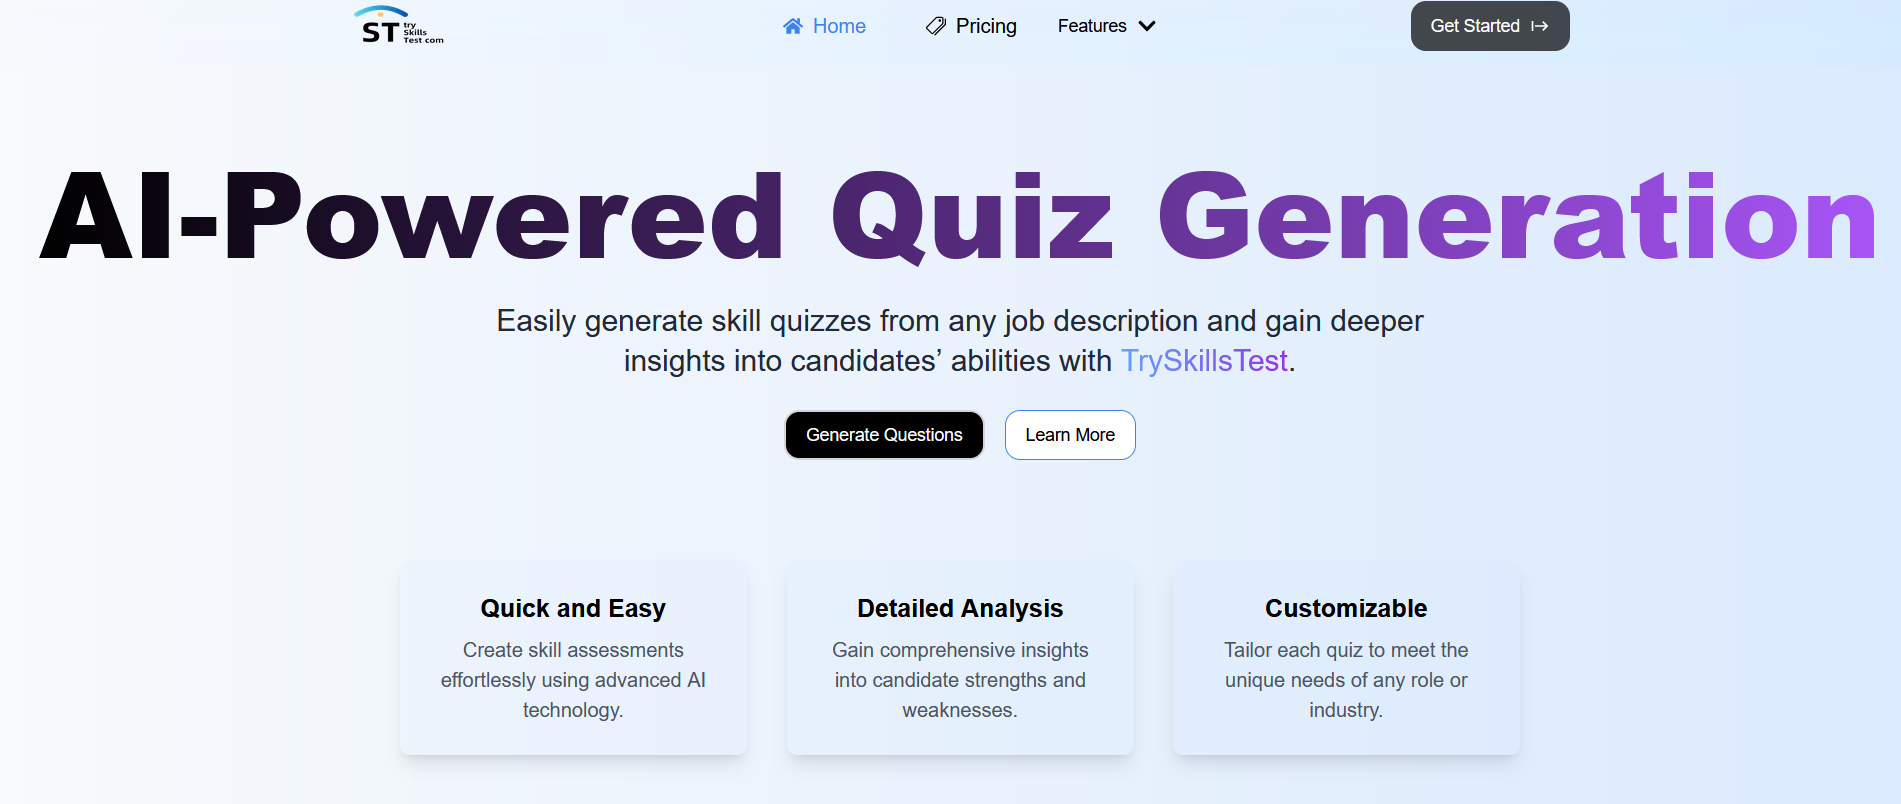 ST
try
Skills
Test com
Home
Pricing
Features
Get Started
AI-Powered Quiz Generation
Easily generate skill quizzes from any job description and gain deeper
insights into candidates’ abilities with TrySkillsTest.
Generate Questions
Learn More
Quick and Easy
Create skill assessments
effortlessly using advanced AI
technology.
Detailed Analysis
Gain comprehensive insights
into candidate strengths and
weaknesses.
Customizable
Tailor each quiz to meet the
unique needs of any role or
industry.